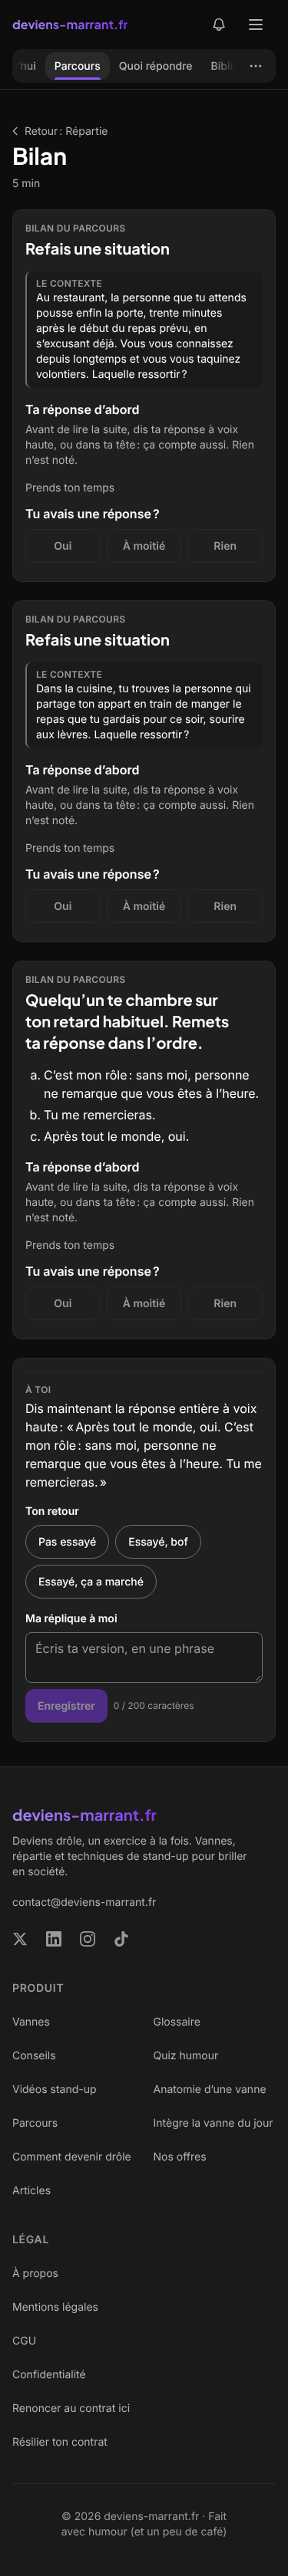 deviens-marrant.fr
'hui Parcours Quoi répondre Bibli
Retour : Répartie
Bilan
5 min
BILAN DU PARCOURS
Refais une situation
LE CONTEXTE
Au restaurant, la personne que tu attends
pousse enfin la porte, trente minutes
après le début du repas prévu, en
s’excusant déjà. Vous vous connaissez
depuis longtemps et vous vous taquinez
volontiers. Laquelle ressortir ?
Ta réponse d’abord
Avant de lire la suite, dis ta réponse à voix
haute, ou dans ta tête : ça compte aussi. Rien
n’est noté.
Prends ton temps
Tu avais une réponse ?
Oui À moitié Rien
BILAN DU PARCOURS
Refais une situation
LE CONTEXTE
Dans la cuisine, tu trouves la personne qui
partage ton appart en train de manger le
repas que tu gardais pour ce soir, sourire
aux lèvres. Laquelle ressortir ?
Ta réponse d’abord
Avant de lire la suite, dis ta réponse à voix
haute, ou dans ta tête : ça compte aussi. Rien
n’est noté.
Prends ton temps
Tu avais une réponse ?
Oui À moitié Rien
BILAN DU PARCOURS
Quelqu’un te chambre sur
ton retard habituel. Remets
ta réponse dans l’ordre.
a. C’est mon rôle : sans moi, personne
ne remarque que vous êtes à l’heure.
b. Tu me remercieras.
c. Après tout le monde, oui.
Ta réponse d’abord
Avant de lire la suite, dis ta réponse à voix
haute, ou dans ta tête : ça compte aussi. Rien
n’est noté.
Prends ton temps
Tu avais une réponse ?
Oui À moitié Rien
À TOI
Dis maintenant la réponse entière à voix
haute : « Après tout le monde, oui. C’est
mon rôle : sans moi, personne ne
remarque que vous êtes à l’heure. Tu me
remercieras. »
Ton retour
Pas essayé Essayé, bof
Essayé, ça a marché
Ma réplique à moi
Écris ta version, en une phrase
Enregistrer 0 / 200 caractères
deviens-marrant.fr
Deviens drôle, un exercice à la fois. Vannes,
répartie et techniques de stand-up pour briller
en société.
contact@deviens-marrant.fr
PRODUIT
Vannes Glossaire
Conseils Quiz humour
Vidéos stand-up Anatomie d’une vanne
Parcours Intègre la vanne du jour
Comment devenir drôle Nos offres
Articles
LÉGAL
À propos
Mentions légales
CGU
Confidentialité
Renoncer au contrat ici
Résilier ton contrat
© 2026 deviens-marrant.fr · Fait
avec humour (et un peu de café)